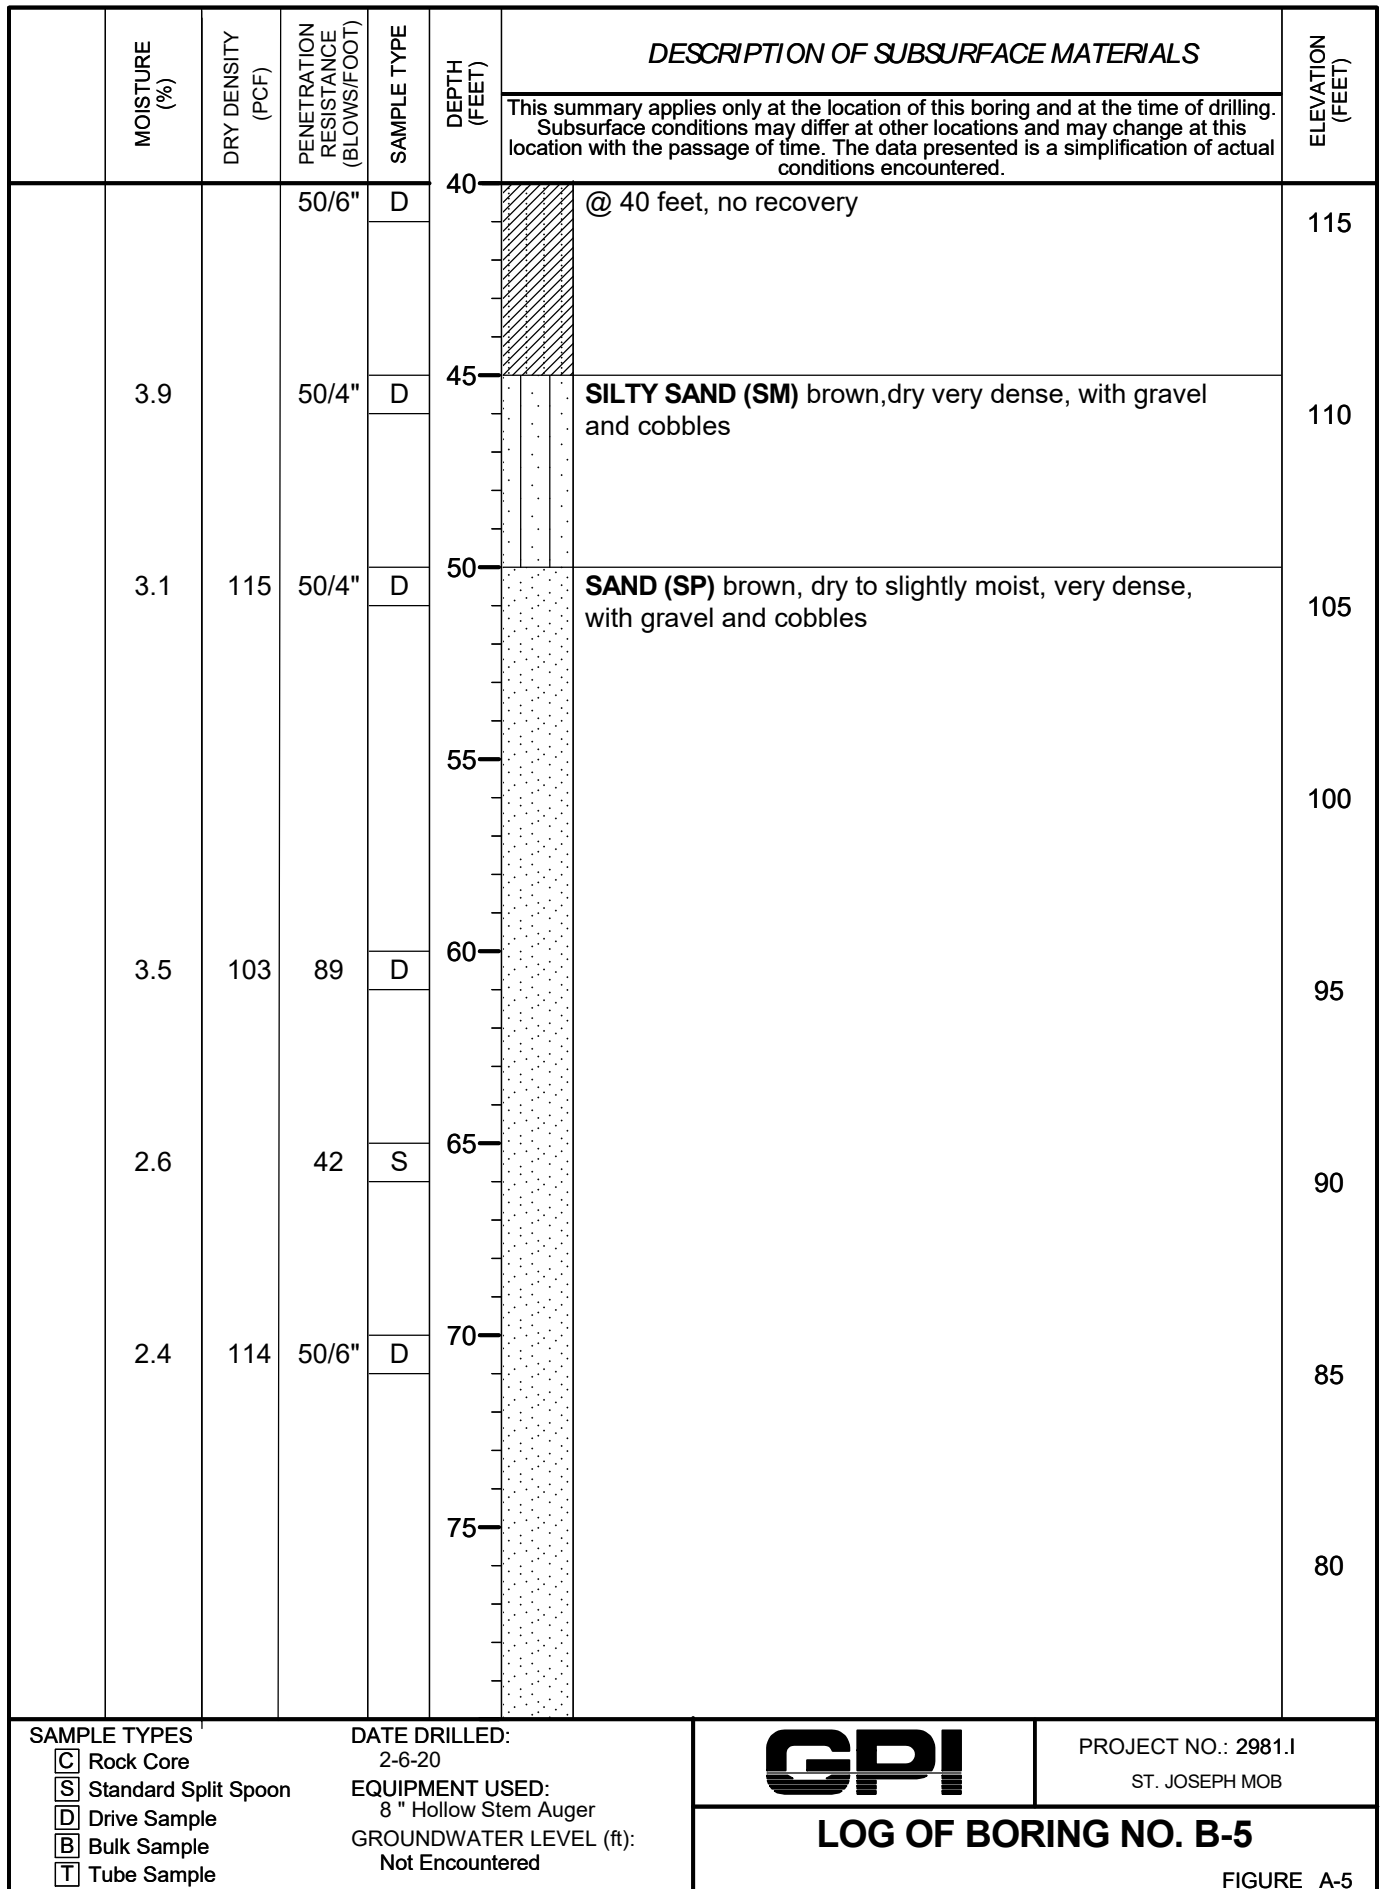 MOISTURE
(%)
DRY DENSITY
(PCF)
PENETRATION
RESISTANCE
(BLOWS/FOOT)
SAMPLE TYPE
DEPTH
(FEET)
DESCRIPTION OF SUBSURFACE MATERIALS
This summary applies only at the location of this boring and at the time of drilling.
Subsurface conditions may differ at other locations and may change at this
location with the passage of time. The data presented is a simplification of actual
conditions encountered.
ELEVATION
(FEET)
40
50/6" D @ 40 feet, no recovery
115
45
3.9 50/4" D SILTY SAND (SM) brown,dry very dense, with gravel
and cobbles
110
50
3.1 115 50/4" D SAND (SP) brown, dry to slightly moist, very dense,
with gravel and cobbles
105
55
100
60
3.5 103 89 D
95
65
2.6 42 S
90
70
2.4 114 50/6" D
85
75
80
SAMPLE TYPES
C Rock Core
S Standard Split Spoon
D Drive Sample
B Bulk Sample
T Tube Sample
DATE DRILLED:
2-6-20
EQUIPMENT USED:
8 " Hollow Stem Auger
GROUNDWATER LEVEL (ft):
Not Encountered
GPI
PROJECT NO.: 2981.I
ST. JOSEPH MOB
LOG OF BORING NO. B-5
FIGURE A-5